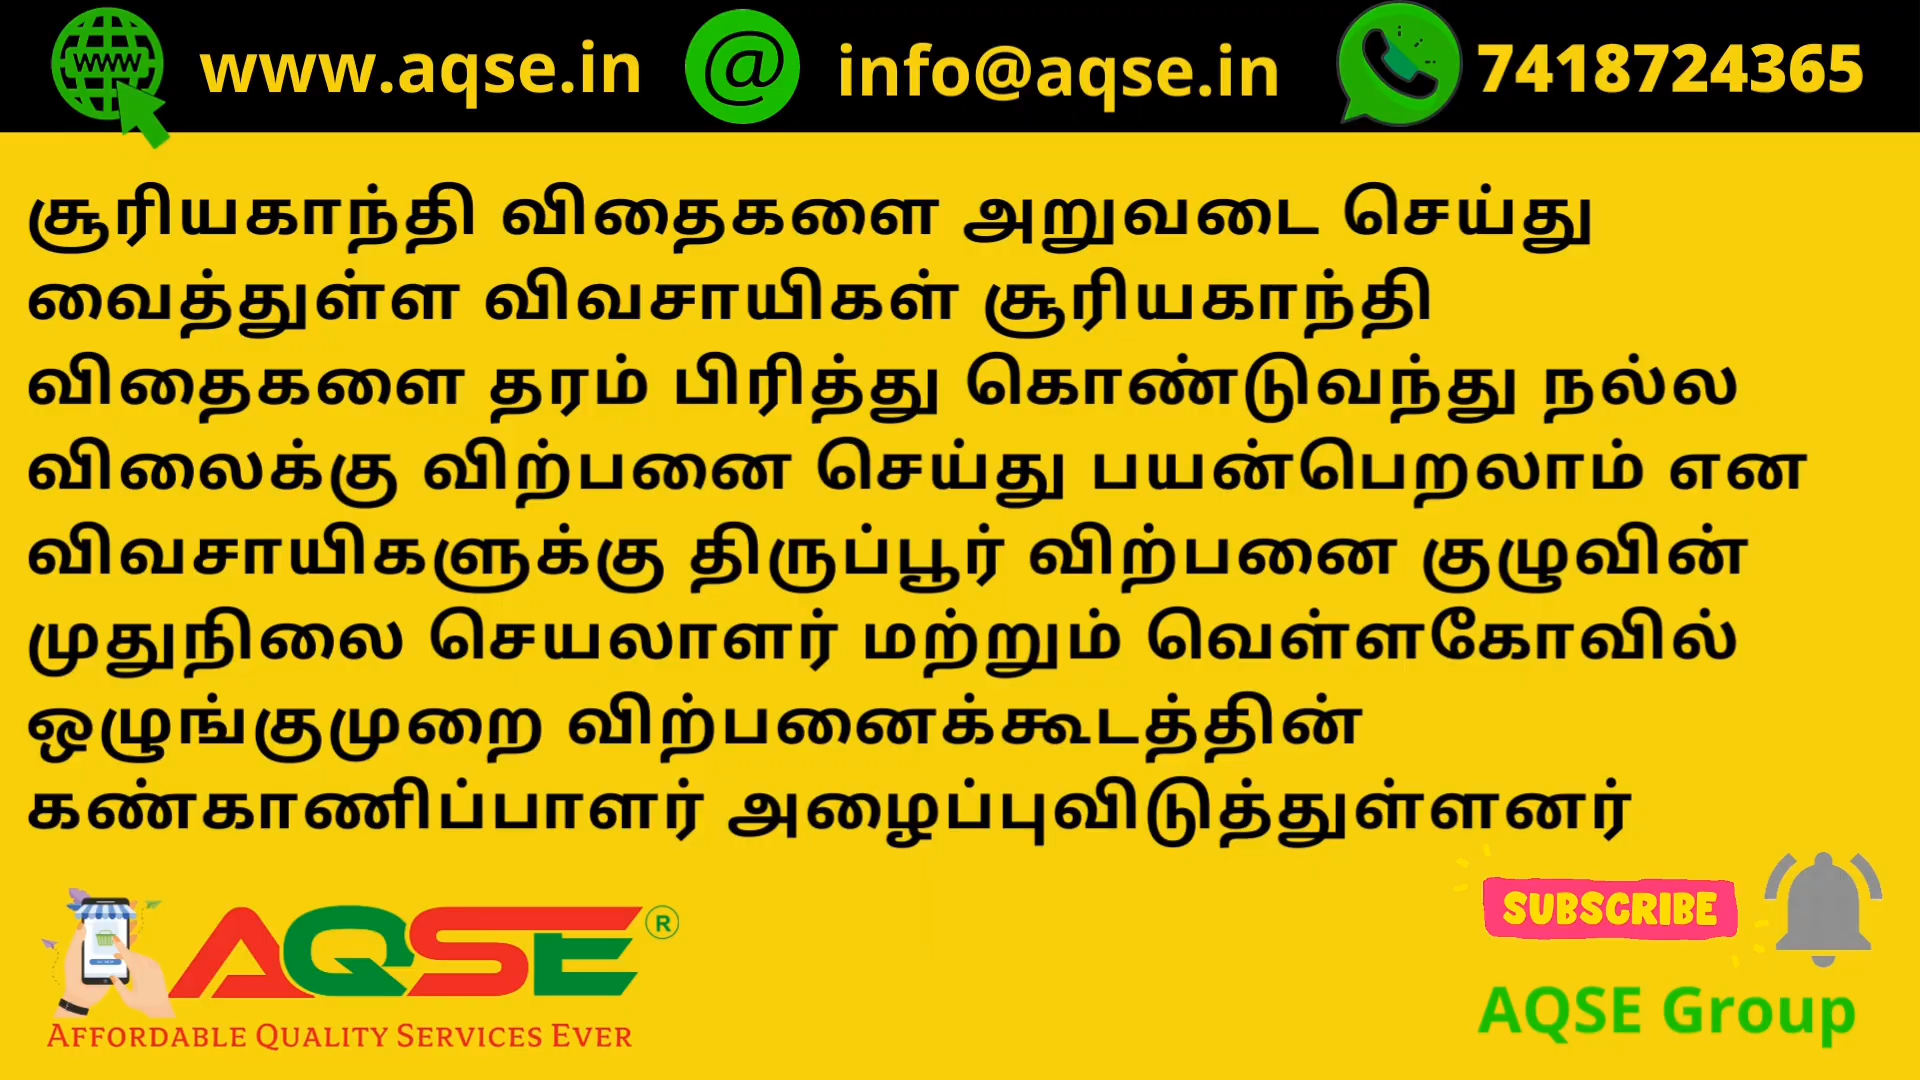 www.aqse.in
info@aqse.in
7418724365
சூரியகாந்தி விதைகளை அறுவடை செய்து
வைத்துள்ள விவசாயிகள் சூரியகாந்தி
விதைகளை தரம் பிரித்து கொண்டுவந்து நல்ல
விலைக்கு விற்பனை செய்து பயன்பெறலாம் என
விவசாயிகளுக்கு திருப்பூர் விற்பனை குழுவின்
முதுநிலை செயலாளர் மற்றும் வெள்ளகோவில்
ஒழுங்குமுறை விற்பனைக்கூடத்தின்
கண்காணிப்பாளர் அழைப்புவிடுத்துள்ளனர்
AQSE ®
AFFORDABLE QUALITY SERVICES EVER
SUBSCRIBE
AQSE Group